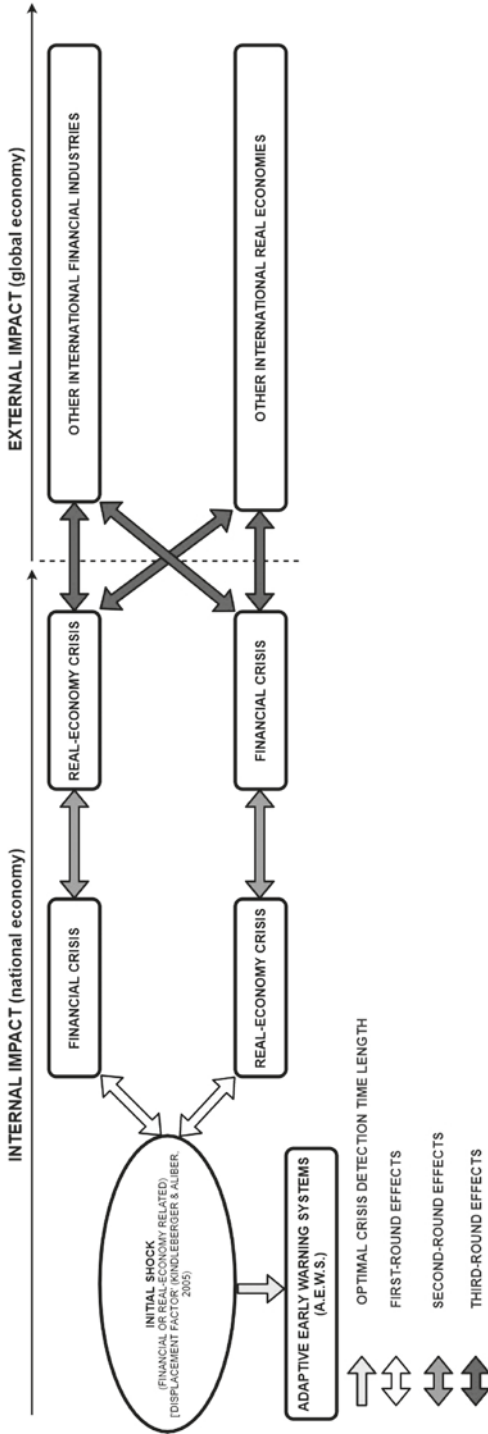 INTERNAL IMPACT (national economy)
EXTERNAL IMPACT (global economy)
INITIAL SHOCK
(FINANCIAL OR REAL-ECONOMY RELATED)
['DISPLACEMENT FACTOR' (KINDLEBERGER & ALIBER,
2005)
FINANCIAL CRISIS
REAL-ECONOMY CRISIS
OTHER INTERNATIONAL FINANCIAL INDUSTRIES
REAL-ECONOMY CRISIS
FINANCIAL CRISIS
OTHER INTERNATIONAL REAL ECONOMIES
ADAPTIVE EARLY WARNING SYSTEMS
(A.E.W.S.)
OPTIMAL CRISIS DETECTION TIME LENGTH
FIRST-ROUND EFFECTS
SECOND-ROUND EFFECTS
THIRD-ROUND EFFECTS